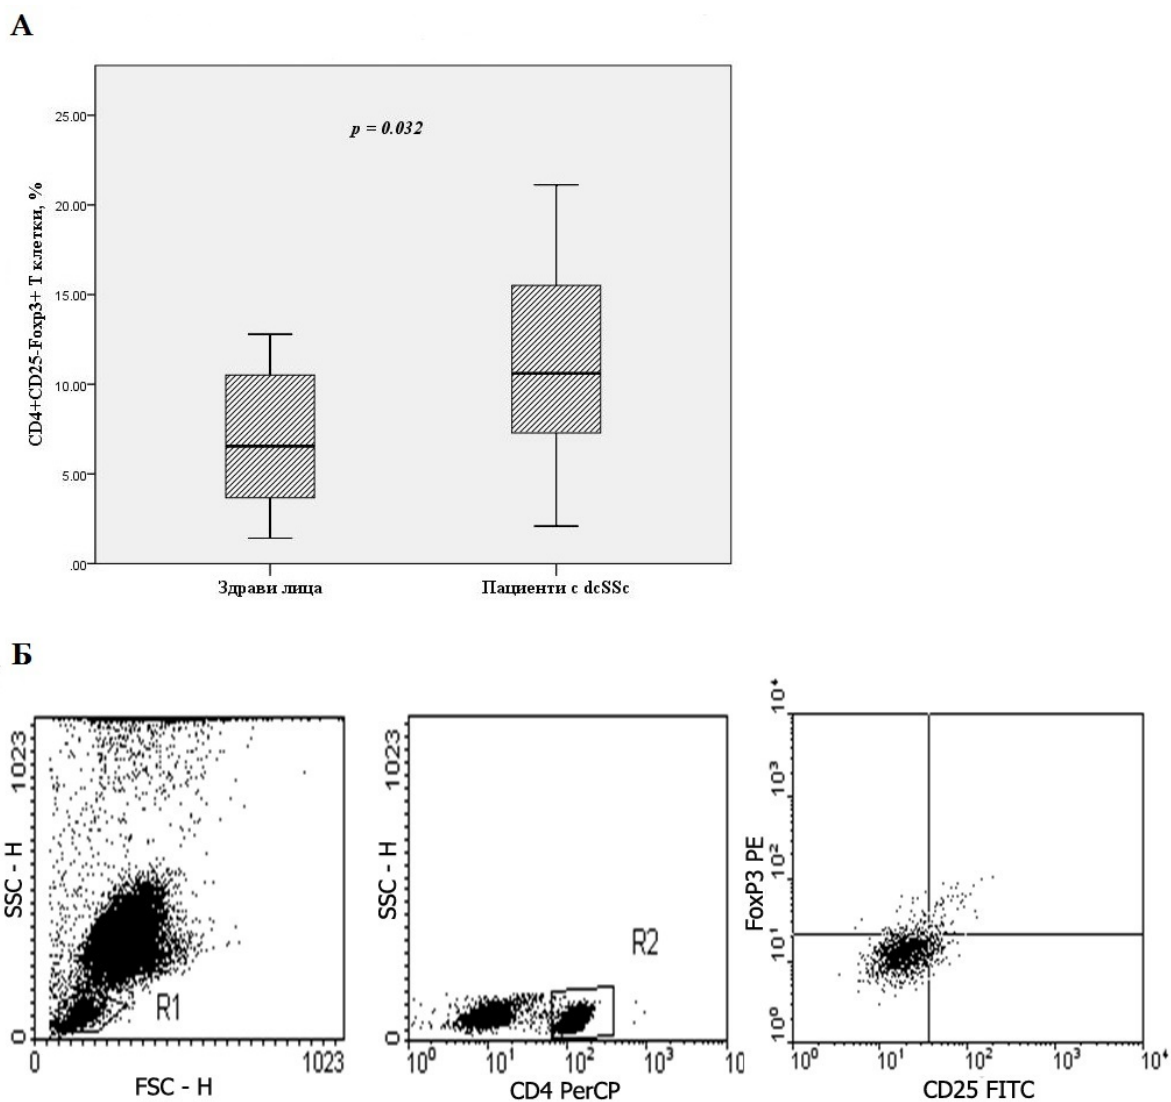 А
p = 0.032
CD4+CD25-Foxp3+ Т клетки, %
25.00
20.00
15.00
10.00
5.00
.00
Здрави лица
Пациенти с dcSSc
Б
SSC - H
1023
0
R1
0
1023
FSC - H
SSC - H
1023
0
R2
10⁰
10¹
10²
10³
10
CD4 PerCP
FoxP3 PE
10⁴
10³
10²
10¹
10⁰
10⁰
10¹
10²
10³
10⁴
CD25 FITC